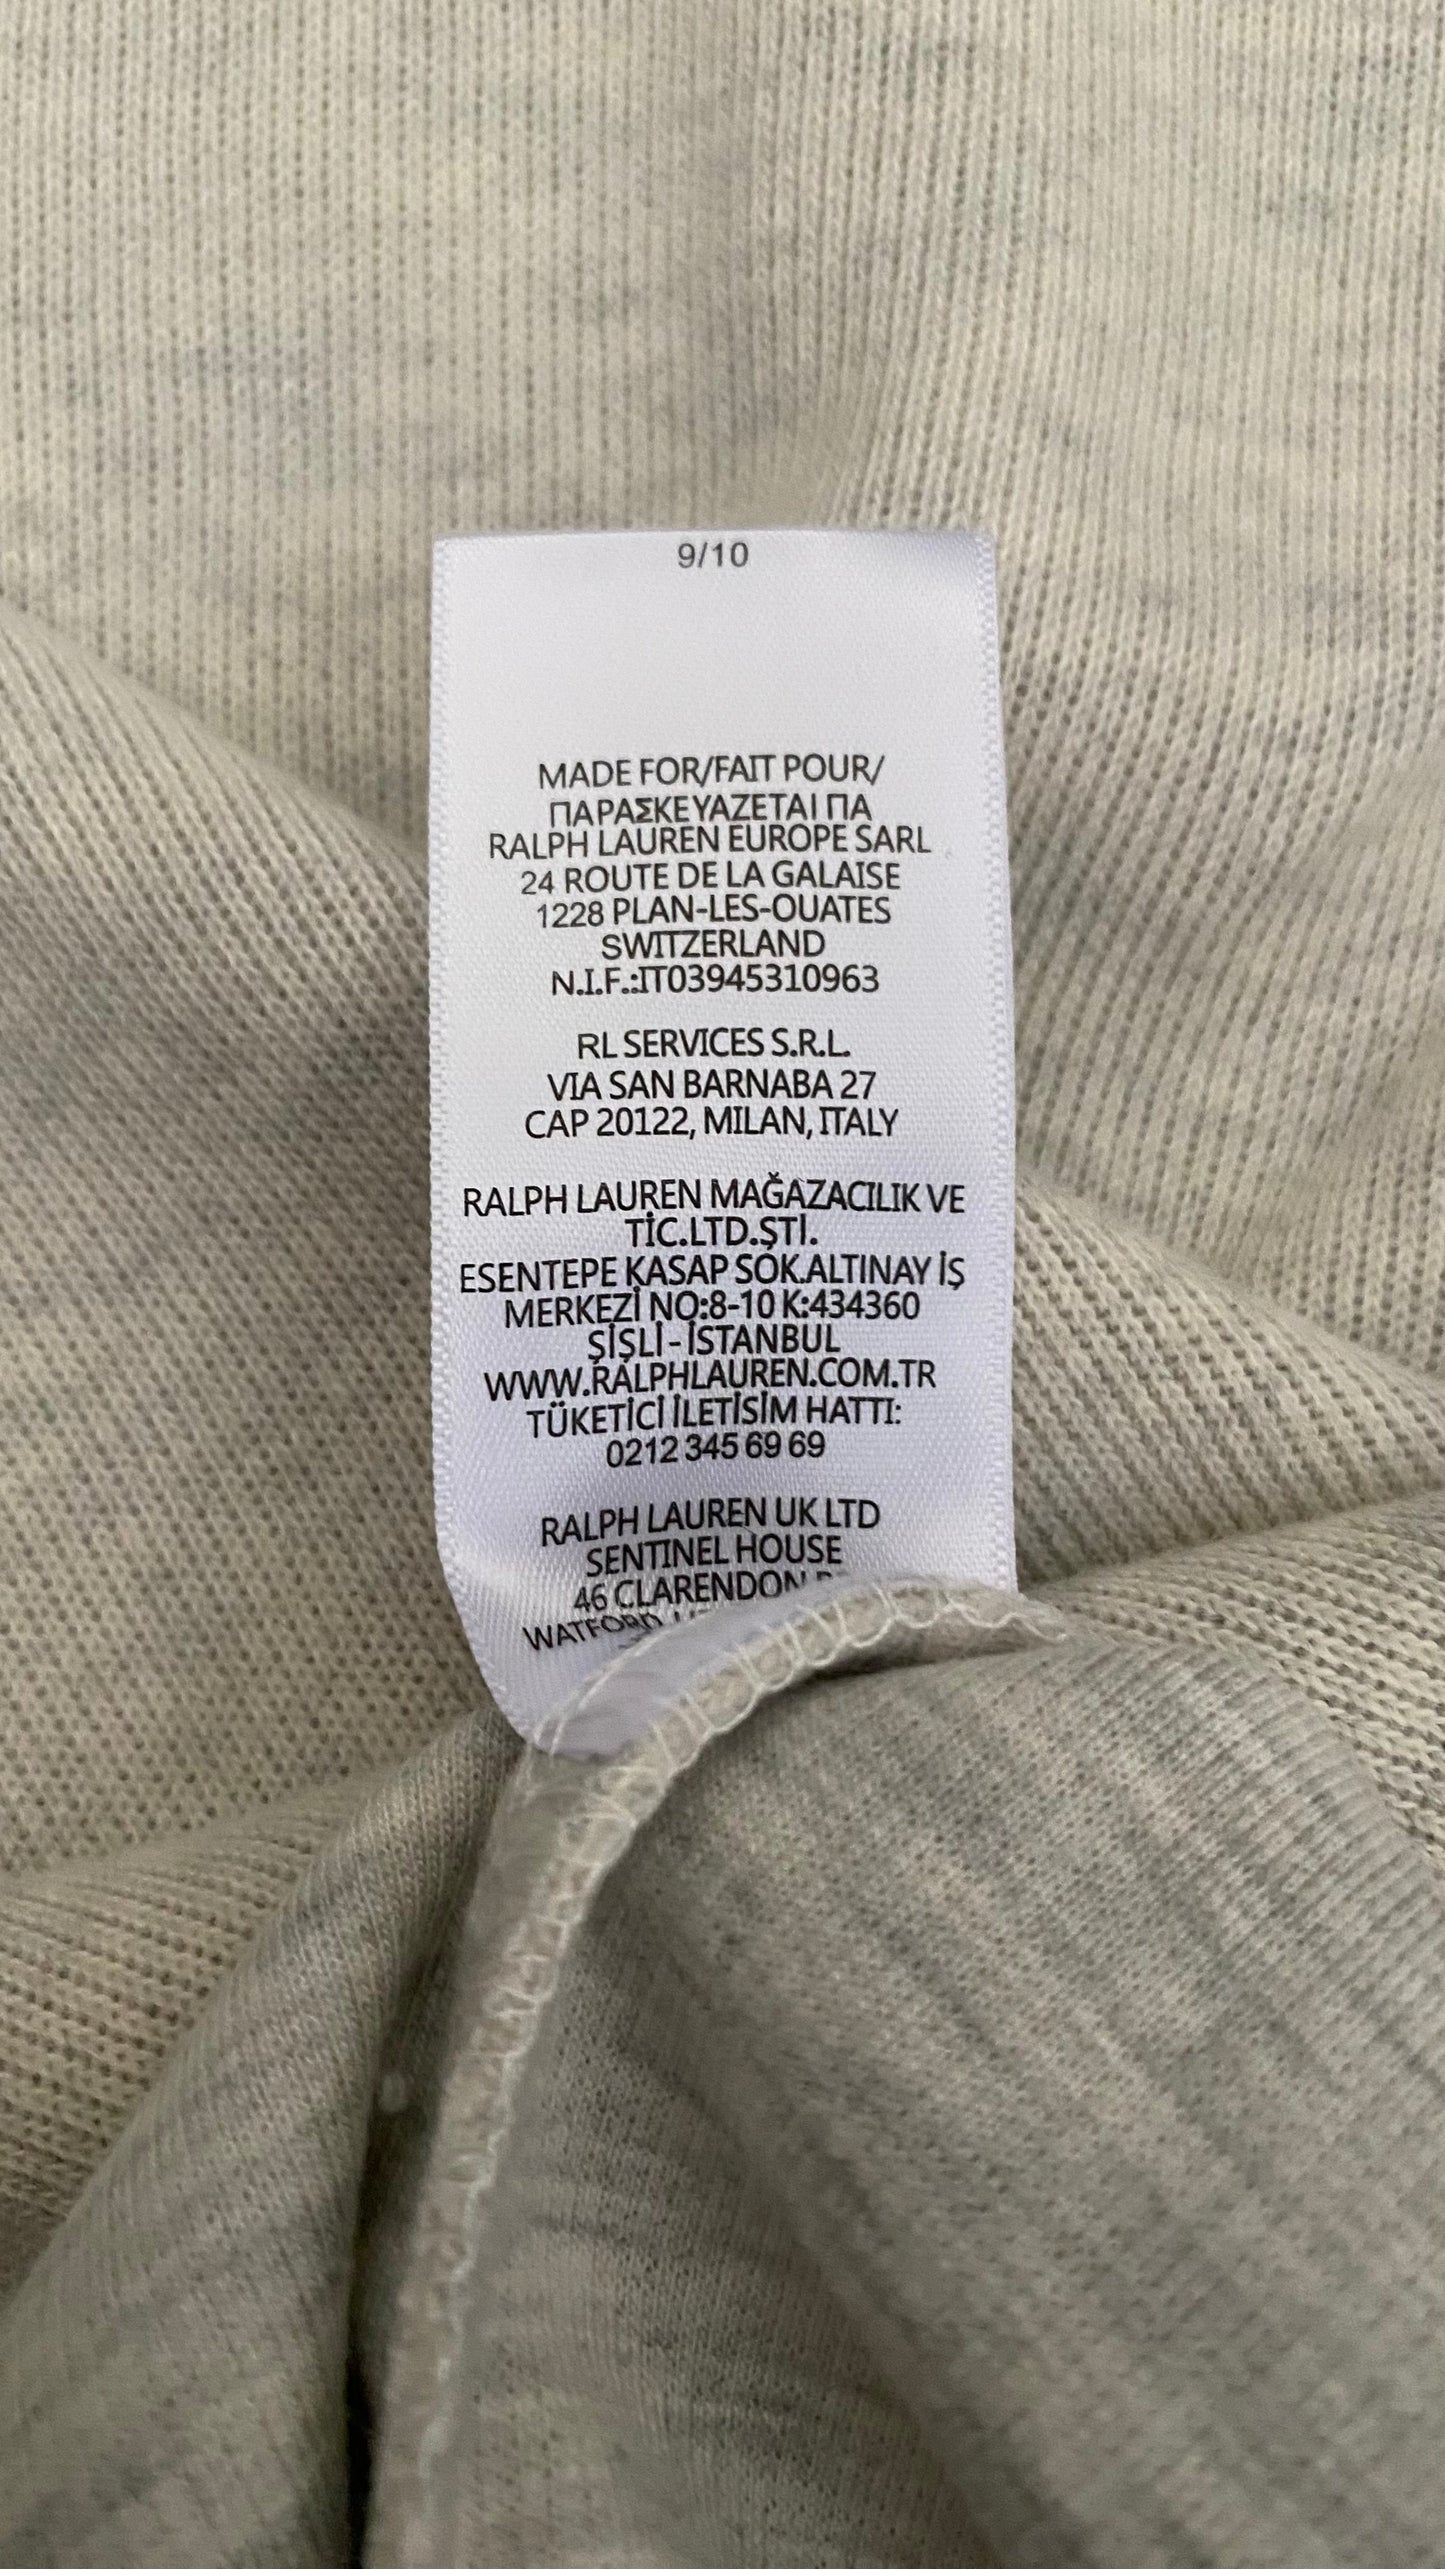 9/10
MADE FOR/FAIT POUR/
ΠΑΡΑΣΚΕΥΑΖΕΤΑΙ ΠΑ
RALPH LAUREN EUROPE SARL
24 ROUTE DE LA GALAISE
1228 PLAN-LES-OUATES
SWITZERLAND
N.I.F.:IT03945310963
RL SERVICES S.R.L.
VIA SAN BARNABA 27
CAP 20122, MILAN, ITALY
RALPH LAUREN MAĞAZACILIK VE
TİC.LTD.ŞTİ.
ESENTEPE KASAP SOK.ALTINAY İŞ
MERKEZİ NO:8-10 K:434360
ŞİŞLİ - İSTANBUL
WWW.RALPHLAUREN.COM.TR
TÜKETİCİ İLETİSİM HATTI:
0212 345 69 69
RALPH LAUREN UK LTD
SENTINEL HOUSE
46 CLARENDON
WATFORD